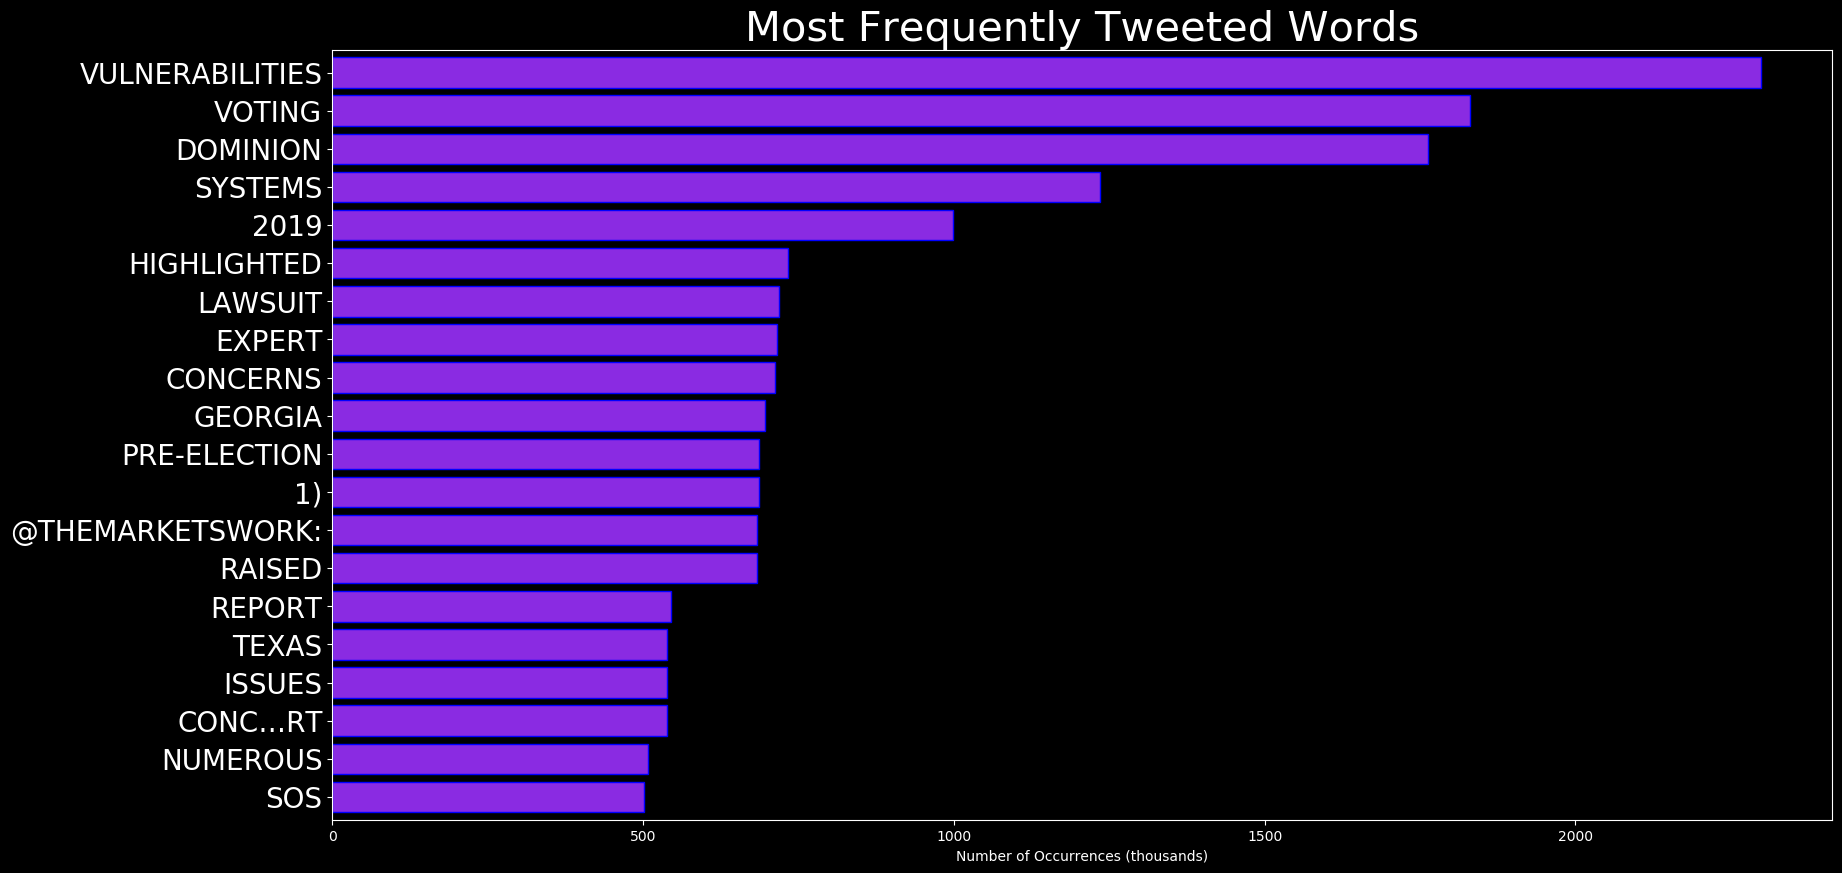 Most Frequently Tweeted Words
VULNERABILITIES
VOTING
DOMINION
SYSTEMS
2019
HIGHLIGHTED
LAWSUIT
EXPERT
CONCERNS
GEORGIA
PRE-ELECTION
1)
@THEMARKETSWORK:
RAISED
REPORT
TEXAS
ISSUES
CONC…RT
NUMEROUS
SOS
0 500 1000 1500 2000
Number of Occurrences (thousands)